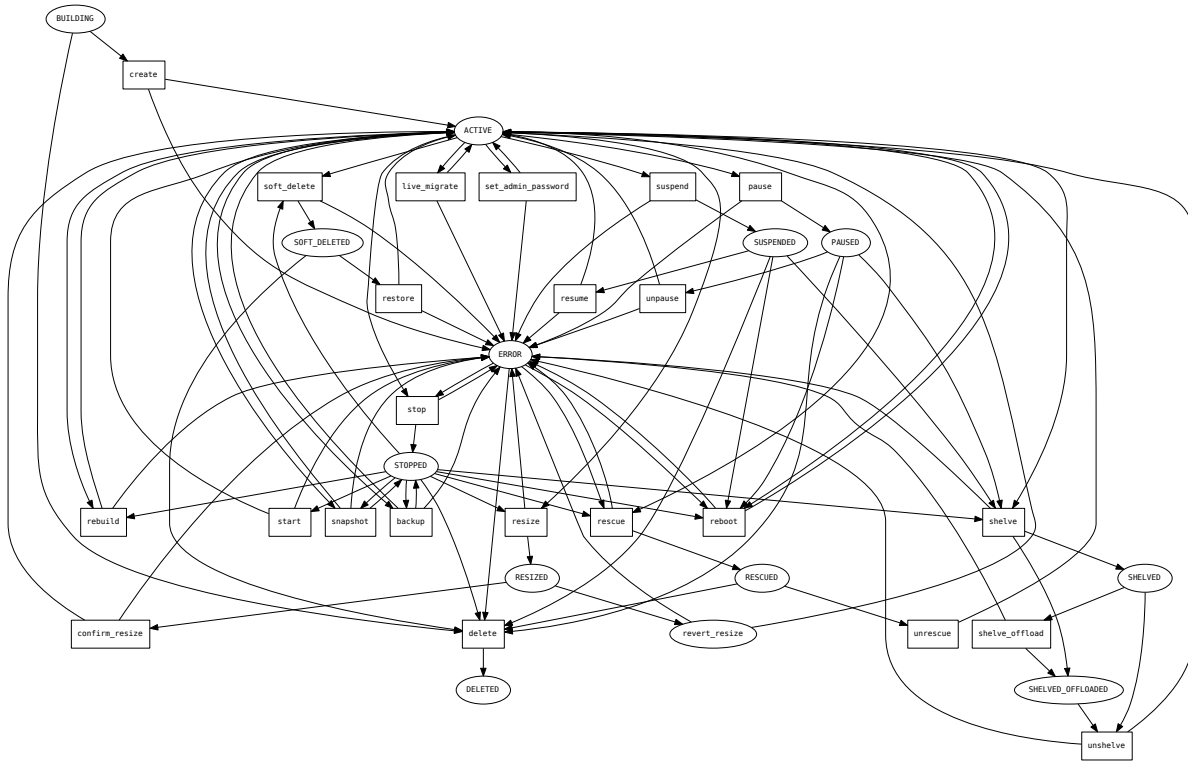 BUILDING
create
ACTIVE
soft_delete
live_migrate
set_admin_password
suspend
pause
SOFT_DELETED
SUSPENDED
PAUSED
restore
resume
unpause
ERROR
stop
STOPPED
rebuild
start
snapshot
backup
resize
rescue
reboot
shelve
RESIZED
RESCUED
SHELVED
confirm_resize
delete
revert_resize
unrescue
shelve_offload
DELETED
SHELVED_OFFLOADED
unshelve